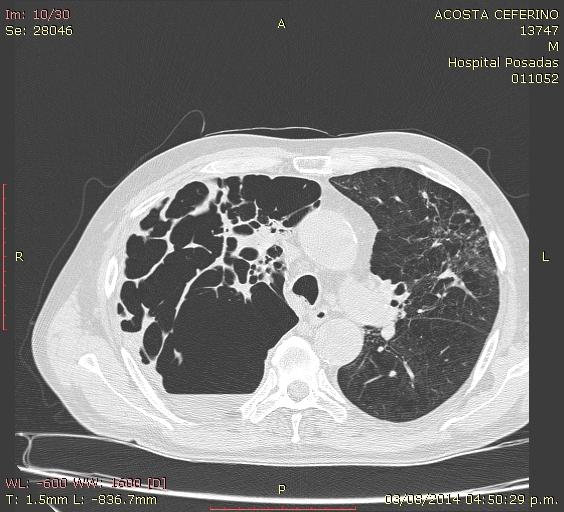 Im: 10/30
Se: 28046
A
ACOSTA CEFERINO
13747
M
Hospital Posadas
011052
R
L
WL: -600 WW: 1600 [D]
T: 1.5mm L: -836.7mm
P
03/08/2014 04:50:29 p.m.